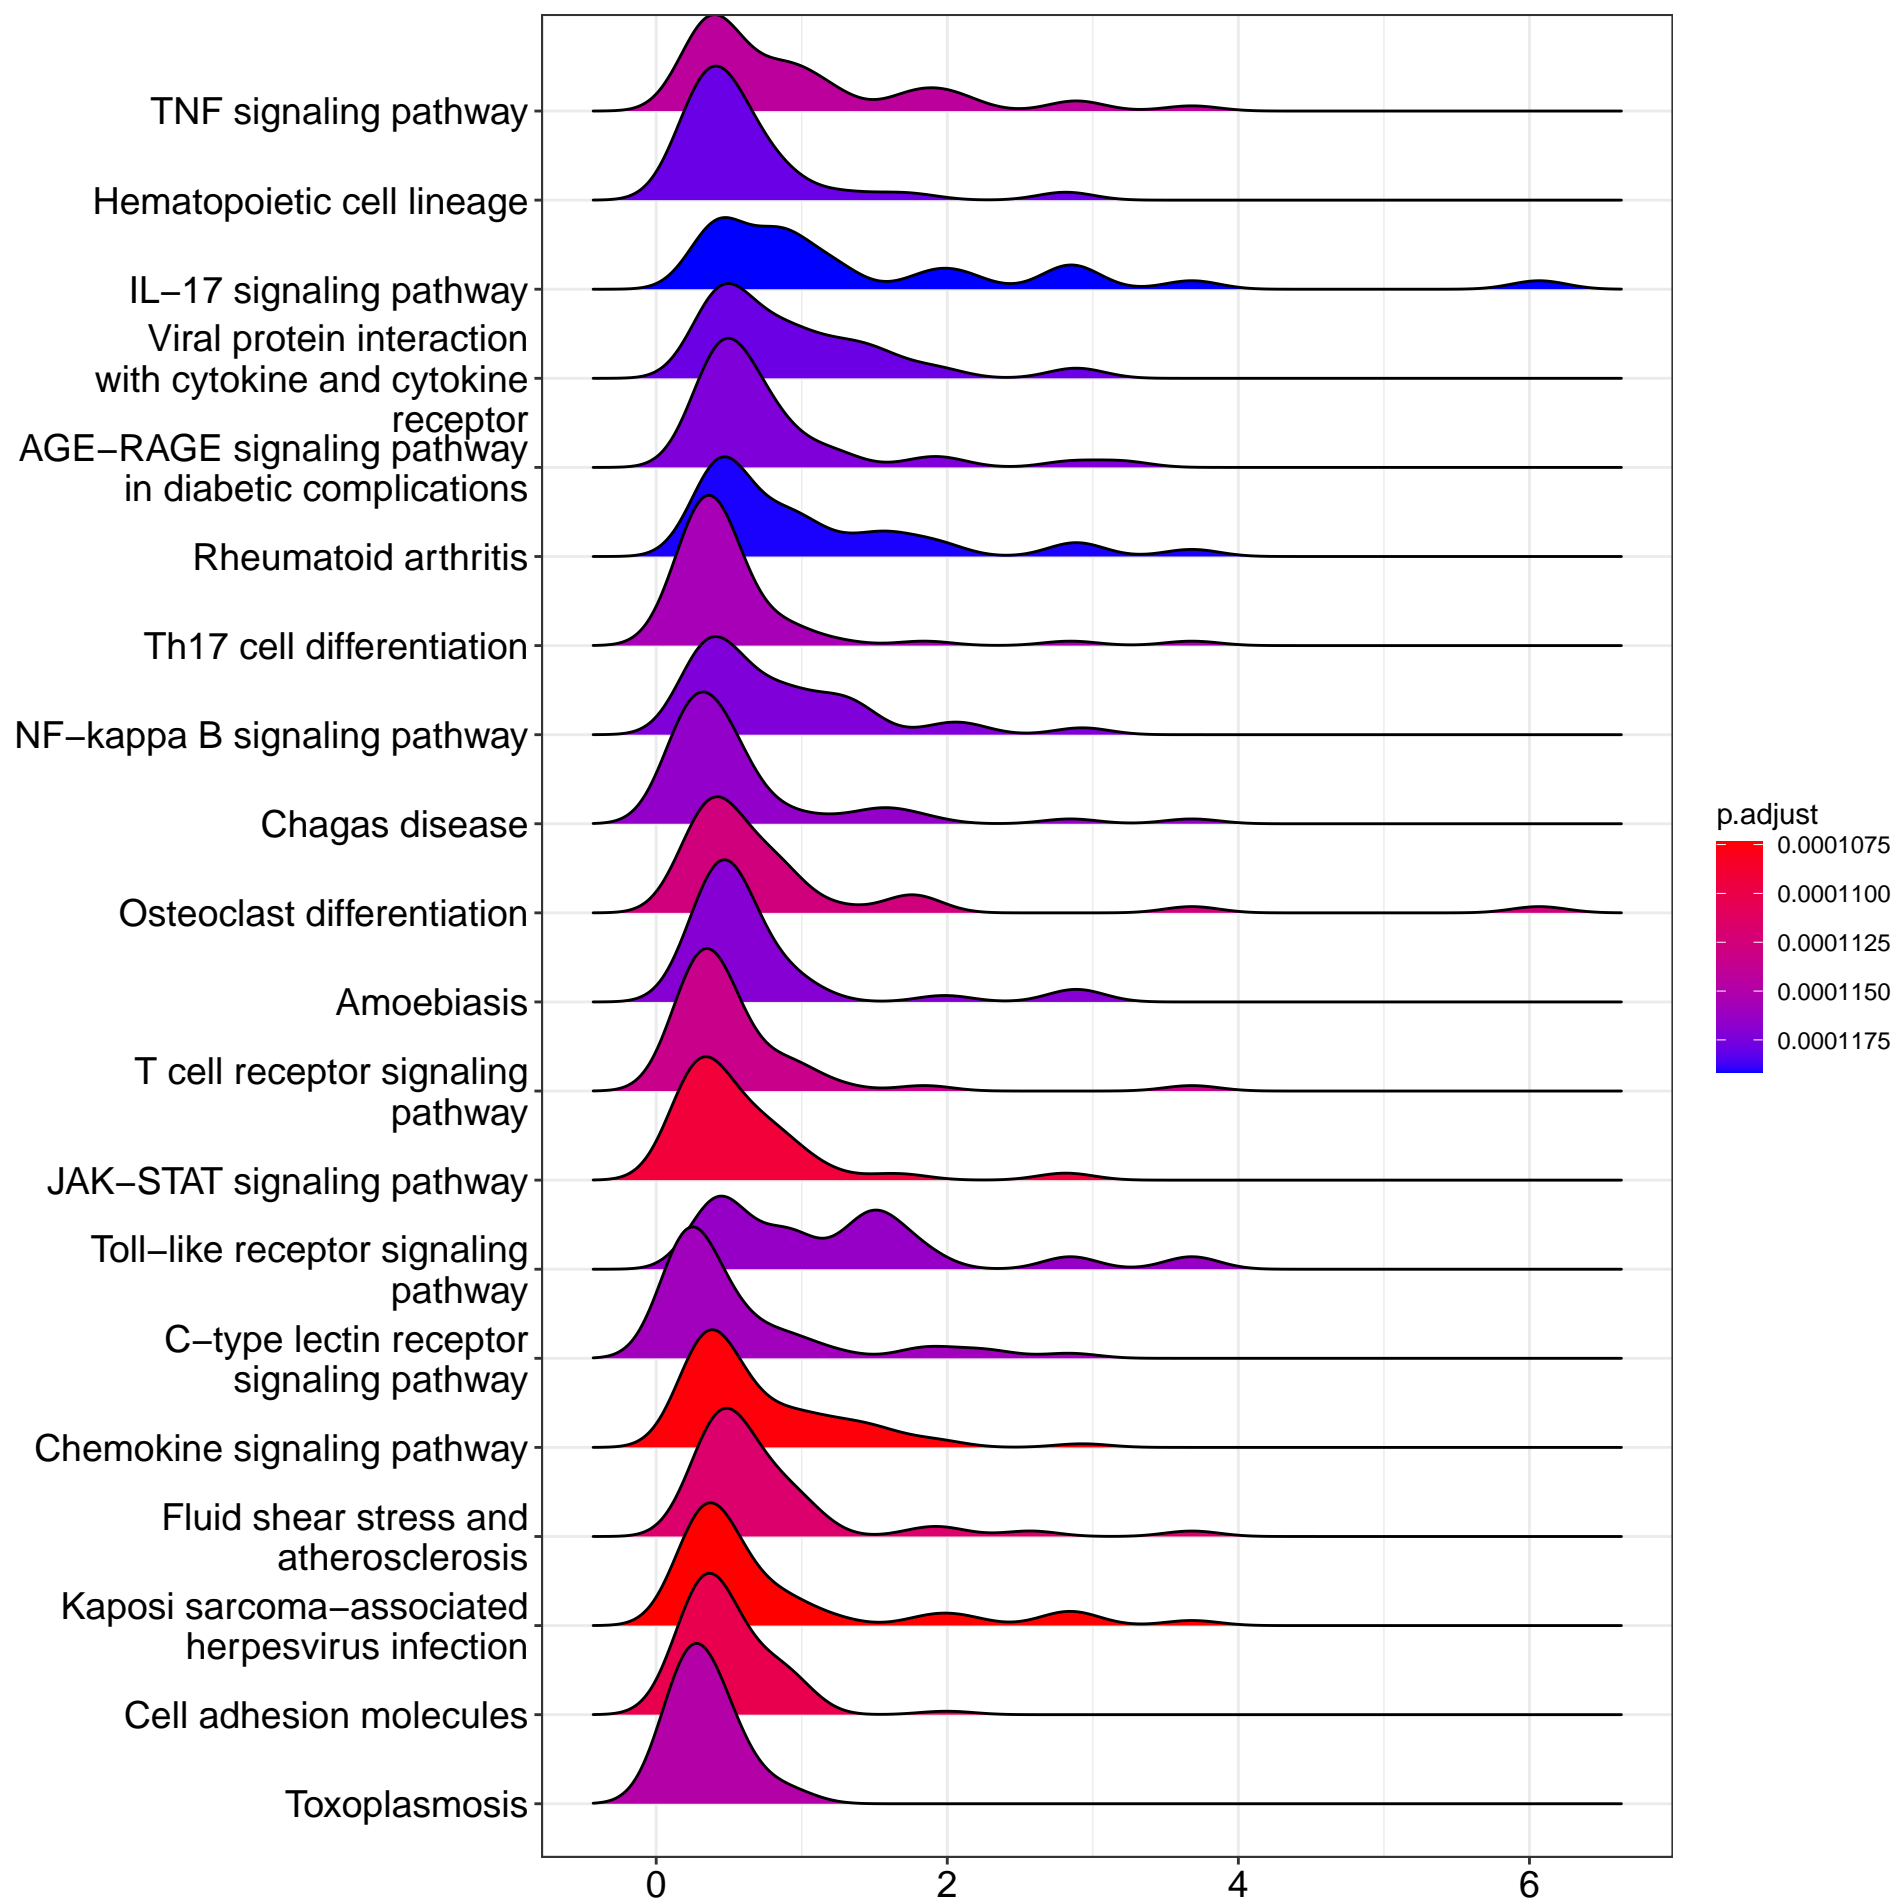 TNF signaling pathway
Hematopoietic cell lineage
IL−17 signaling pathway
Viral protein interaction
with cytokine and cytokine
receptor
AGE−RAGE signaling pathway
in diabetic complications
Rheumatoid arthritis
Th17 cell differentiation
NF−kappa B signaling pathway
Chagas disease
Osteoclast differentiation
Amoebiasis
T cell receptor signaling
pathway
JAK−STAT signaling pathway
Toll−like receptor signaling
pathway
C−type lectin receptor
signaling pathway
Chemokine signaling pathway
Fluid shear stress and
atherosclerosis
Kaposi sarcoma−associated
herpesvirus infection
Cell adhesion molecules
Toxoplasmosis
0 2 4 6
p.adjust
0.0001075
0.0001100
0.0001125
0.0001150
0.0001175